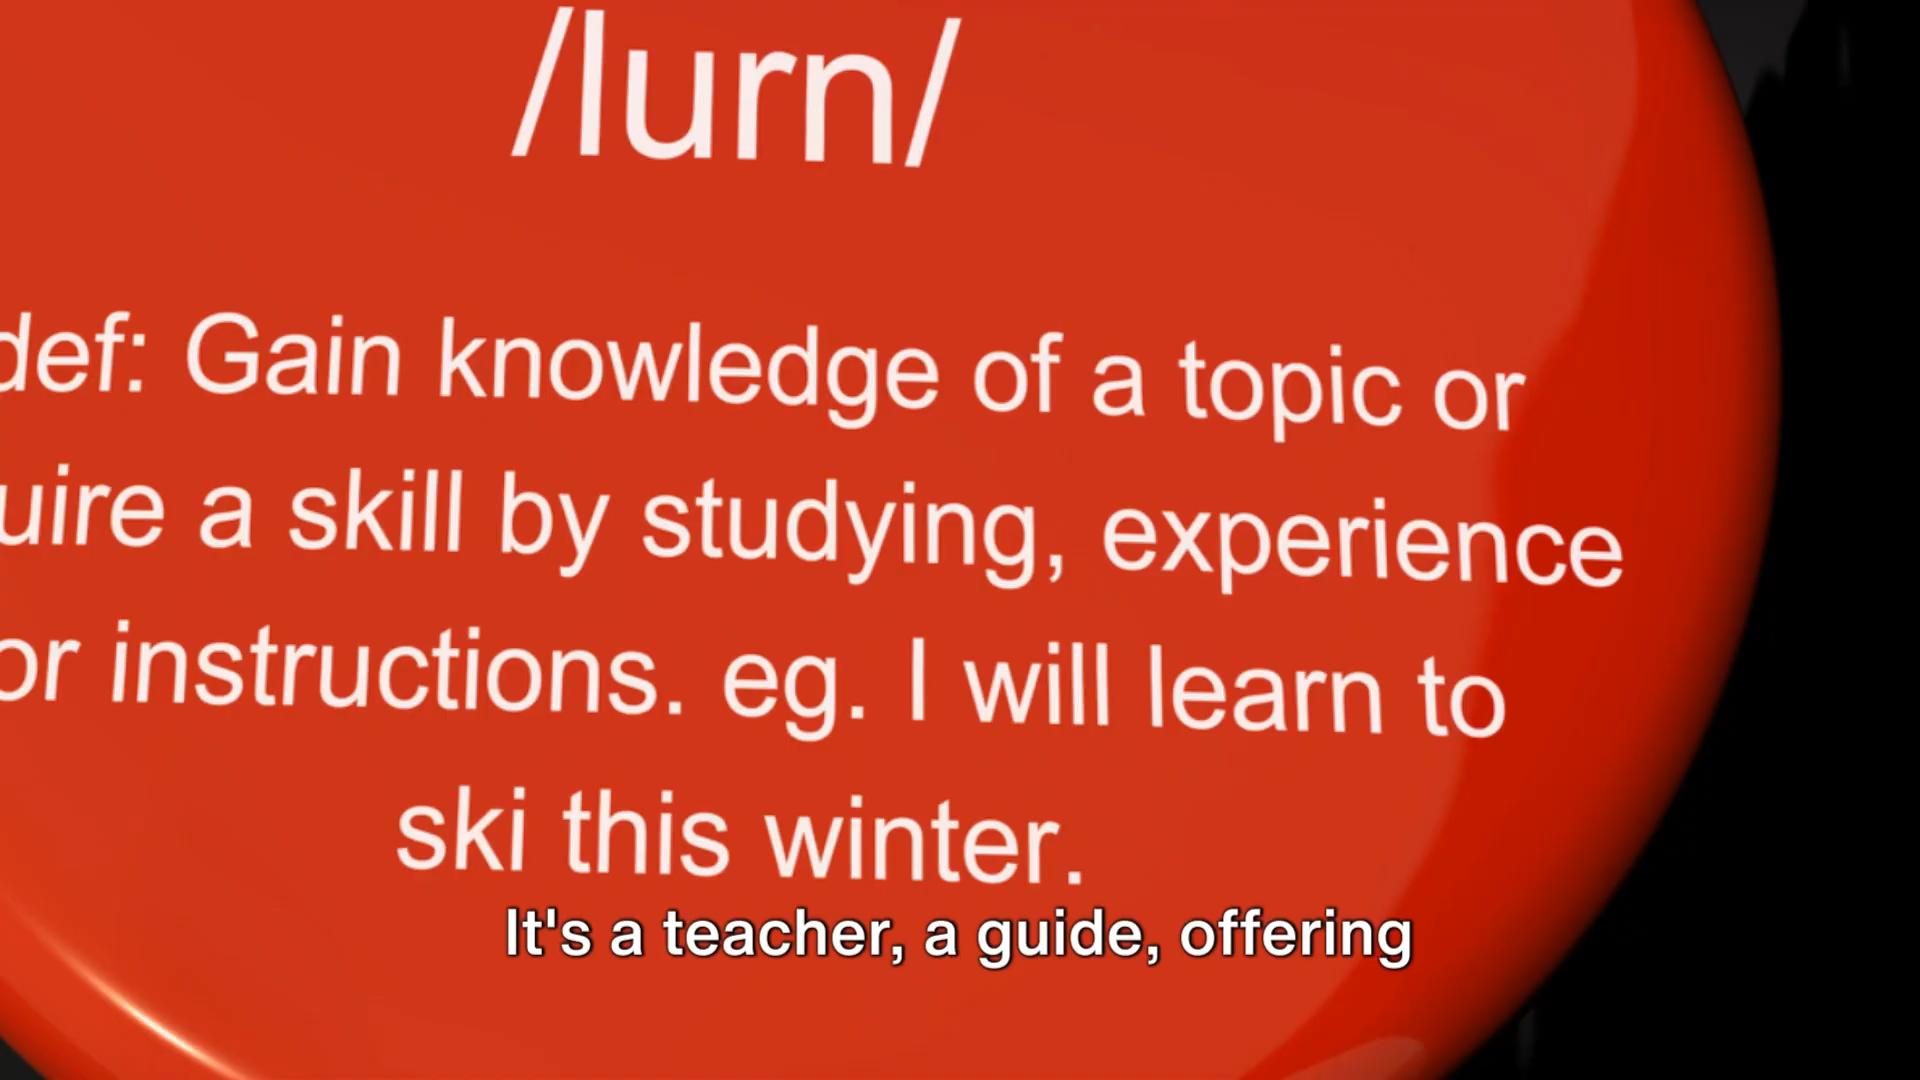 /lurn/
def: Gain knowledge of a topic or
uire a skill by studying, experience
or instructions. eg. I will learn to
ski this winter.
It's a teacher, a guide, offering